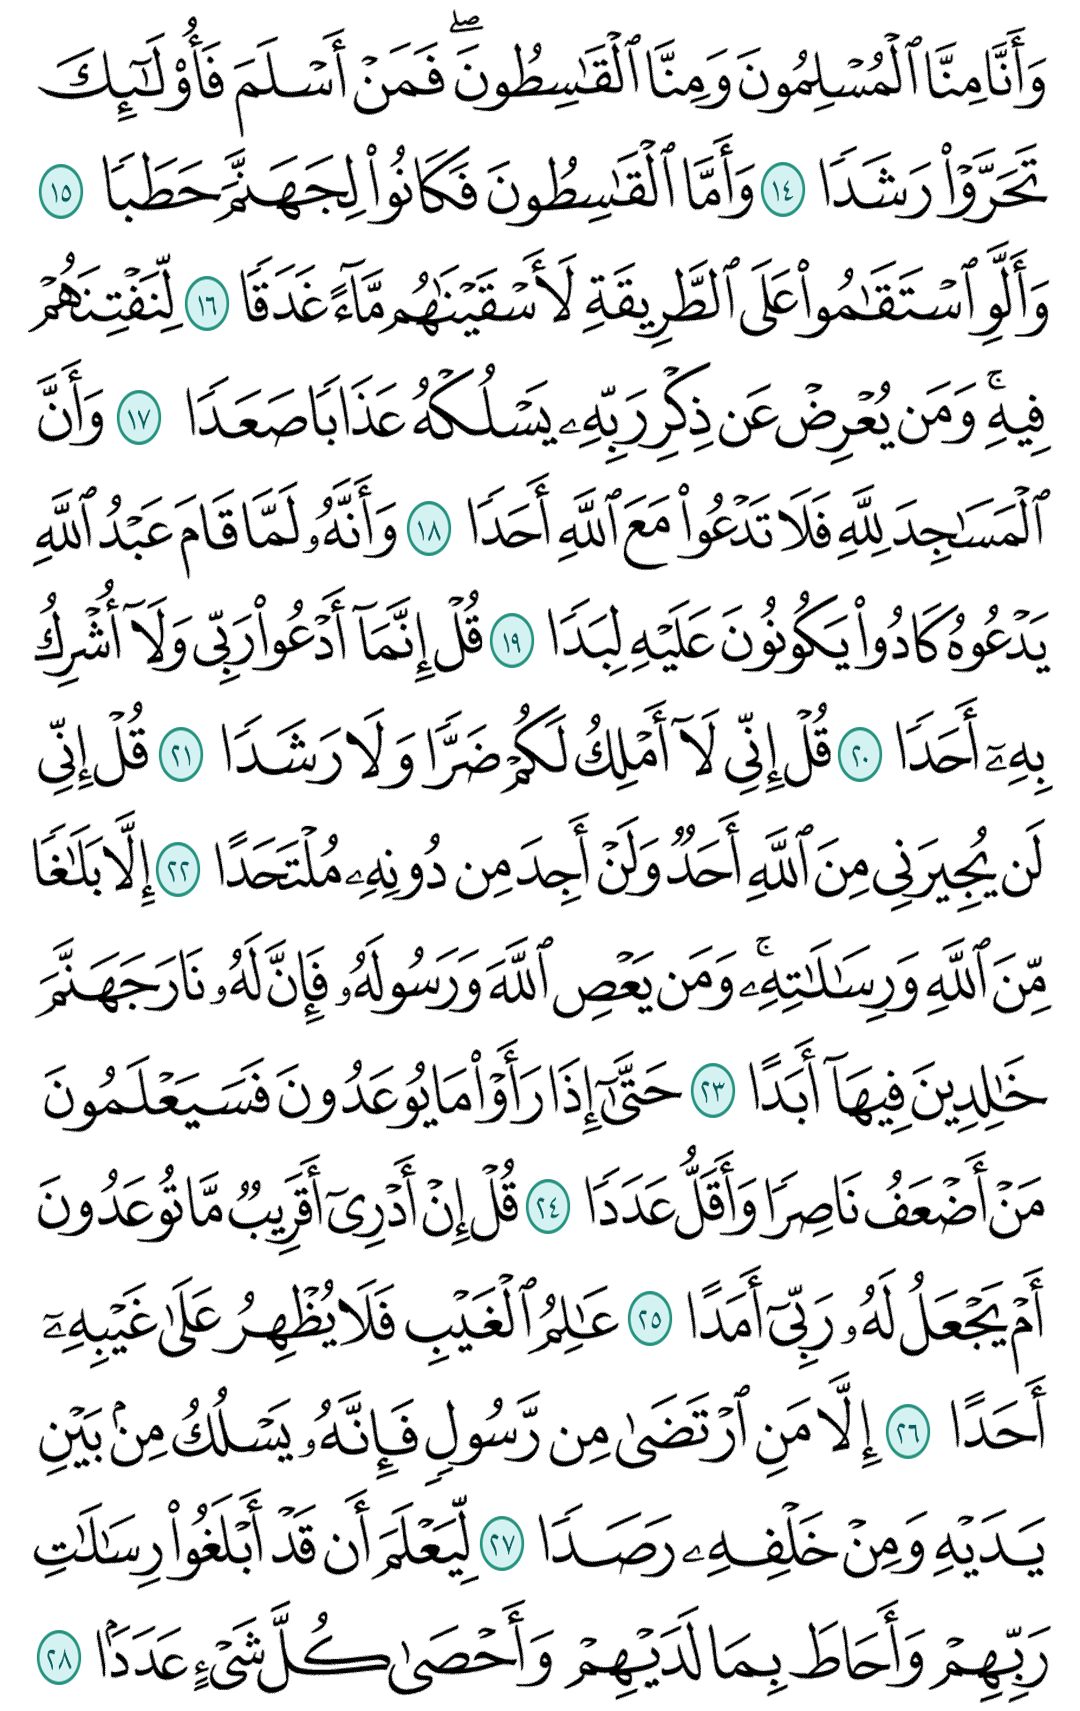 وَأَنَّا مِنَّا ٱلْمُسْلِمُونَ وَمِنَّا ٱلْقَـٰسِطُونَ ۖ فَمَنْ أَسْلَمَ فَأُو۟لَـٰٓئِكَ
تَحَرَّوْا۟ رَشَدًا ١٤ وَأَمَّا ٱلْقَـٰسِطُونَ فَكَانُوا۟ لِجَهَنَّمَ حَطَبًا ١٥
وَأَلَّوِ ٱسْتَقَـٰمُوا۟ عَلَى ٱلطَّرِيقَةِ لَأَسْقَيْنَـٰهُم مَّآءً غَدَقًا ١٦ لِّنَفْتِنَهُمْ
فِيهِ ۚ وَمَن يُعْرِضْ عَن ذِكْرِ رَبِّهِۦ يَسْلُكْهُ عَذَابًا صَعَدًا ١٧ وَأَنَّ
ٱلْمَسَـٰجِدَ لِلَّهِ فَلَا تَدْعُوا۟ مَعَ ٱللَّهِ أَحَدًا ١٨ وَأَنَّهُۥ لَمَّا قَامَ عَبْدُ ٱللَّهِ
يَدْعُوهُ كَادُوا۟ يَكُونُونَ عَلَيْهِ لِبَدًا ١٩ قُلْ إِنَّمَآ أَدْعُوا۟ رَبِّى وَلَآ أُشْرِكُ
بِهِۦٓ أَحَدًا ٢٠ قُلْ إِنِّى لَآ أَمْلِكُ لَكُمْ ضَرًّا وَلَا رَشَدًا ٢١ قُلْ إِنِّى
لَن يُجِيرَنِى مِنَ ٱللَّهِ أَحَدٌ وَلَنْ أَجِدَ مِن دُونِهِۦ مُلْتَحَدًا ٢٢ إِلَّا بَلَـٰغًا
مِّنَ ٱللَّهِ وَرِسَـٰلَـٰتِهِۦ ۚ وَمَن يَعْصِ ٱللَّهَ وَرَسُولَهُۥ فَإِنَّ لَهُۥ نَارَ جَهَنَّمَ
خَـٰلِدِينَ فِيهَآ أَبَدًا ٢٣ حَتَّىٰٓ إِذَا رَأَوْا۟ مَا يُوعَدُونَ فَسَيَعْلَمُونَ
مَنْ أَضْعَفُ نَاصِرًا وَأَقَلُّ عَدَدًا ٢٤ قُلْ إِنْ أَدْرِىٓ أَقَرِيبٌ مَّا تُوعَدُونَ
أَمْ يَجْعَلُ لَهُۥ رَبِّىٓ أَمَدًا ٢٥ عَـٰلِمُ ٱلْغَيْبِ فَلَا يُظْهِرُ عَلَىٰ غَيْبِهِۦٓ
أَحَدًا ٢٦ إِلَّا مَنِ ٱرْتَضَىٰ مِن رَّسُولٍ فَإِنَّهُۥ يَسْلُكُ مِنۢ بَيْنِ
يَدَيْهِ وَمِنْ خَلْفِهِۦ رَصَدًا ٢٧ لِّيَعْلَمَ أَن قَدْ أَبْلَغُوا۟ رِسَـٰلَـٰتِ
رَبِّهِمْ وَأَحَاطَ بِمَا لَدَيْهِمْ وَأَحْصَىٰ كُلَّ شَىْءٍ عَدَدًۢا ٢٨